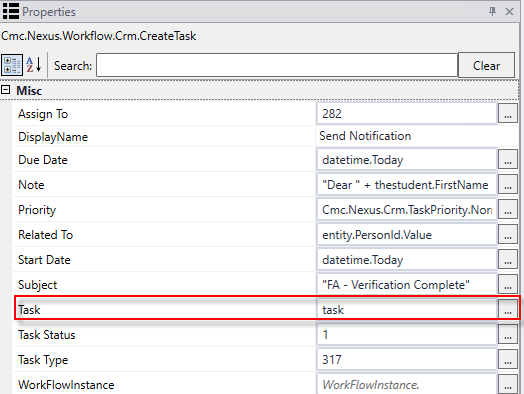 Properties
Cmc.Nexus.Workflow.Crm.CreateTask
Search: Clear
Misc
Assign To 282 ...
DisplayName Send Notification
Due Date datetime.Today ...
Note "Dear " + thestudent.FirstName ...
Priority Cmc.Nexus.Crm.TaskPriority.Nor ...
Related To entity.PersonId.Value ...
Start Date datetime.Today ...
Subject "FA - Verification Complete" ...
Task task ...
Task Status 1 ...
Task Type 317 ...
WorkFlowInstance WorkFlowInstance. ...